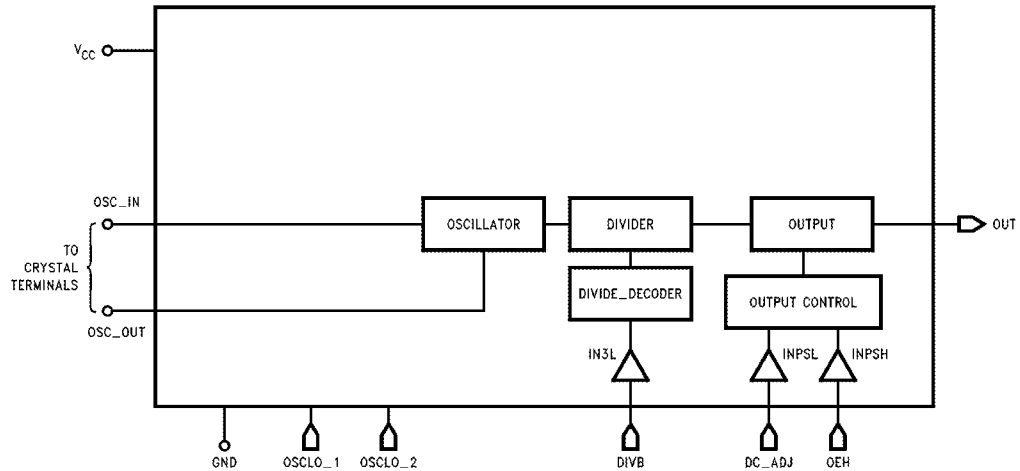 VCC
OSC_IN
OSCILLATOR
DIVIDER
OUTPUT
OUT
TO
CRYSTAL
TERMINALS
DIVIDE_DECODER
OUTPUT CONTROL
OSC_OUT
IN3L
INPSL
INPSH
GND
OSCLO_1
OSCLO_2
DIVB
DC_ADJ
OEH